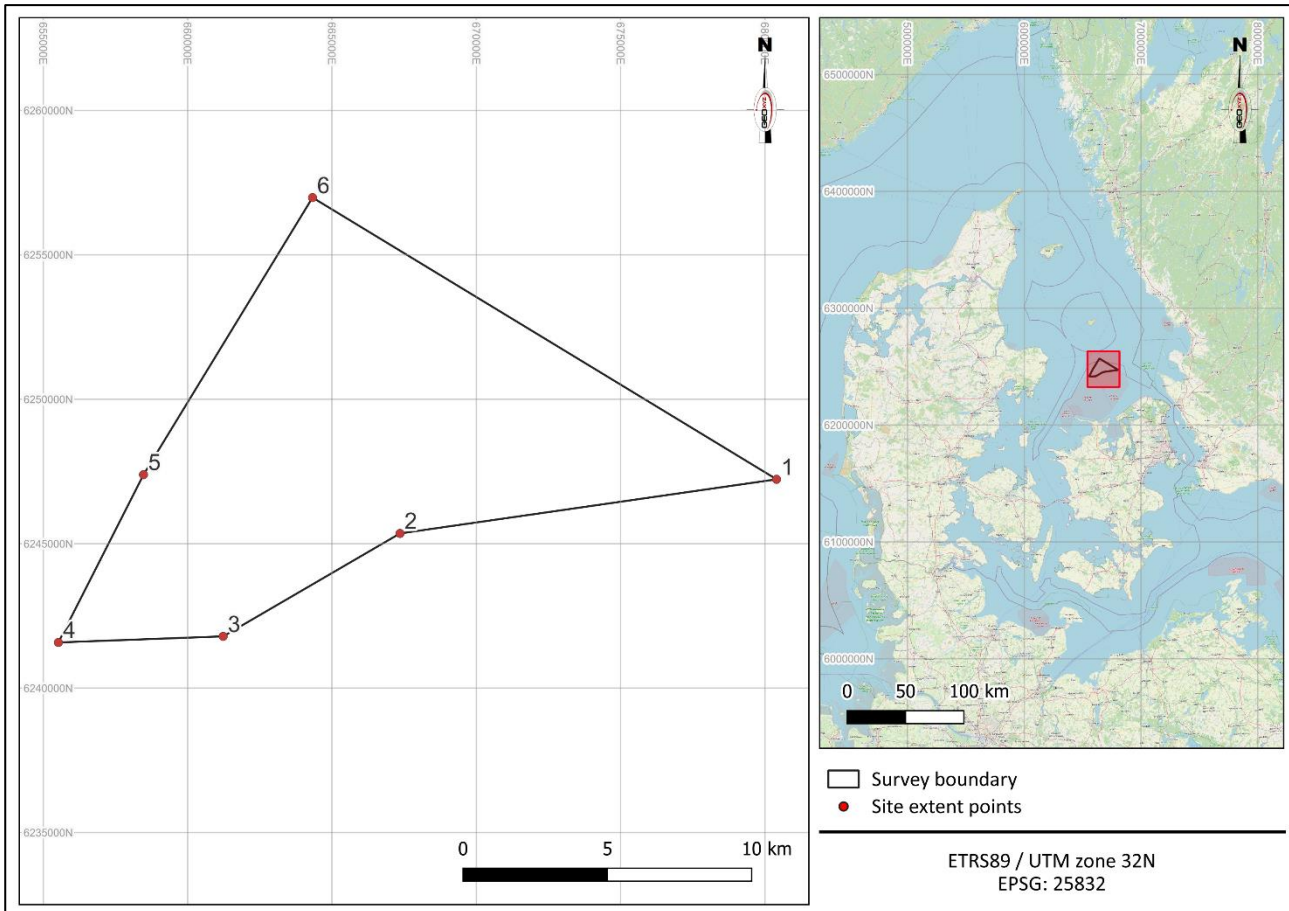 655000E
660000E
665000E
670000E
675000E
680000E
N
GEOXYZ
6260000N
6255000N
6250000N
6245000N
6240000N
6235000N
6
5
1
2
3
4
0 5 10 km
500000E
600000E
700000E
800000E
N
GEOXYZ
6500000N
6400000N
6300000N
6200000N
6100000N
6000000N
0 50 100 km
Survey boundary
Site extent points
ETRS89 / UTM zone 32N
EPSG: 25832